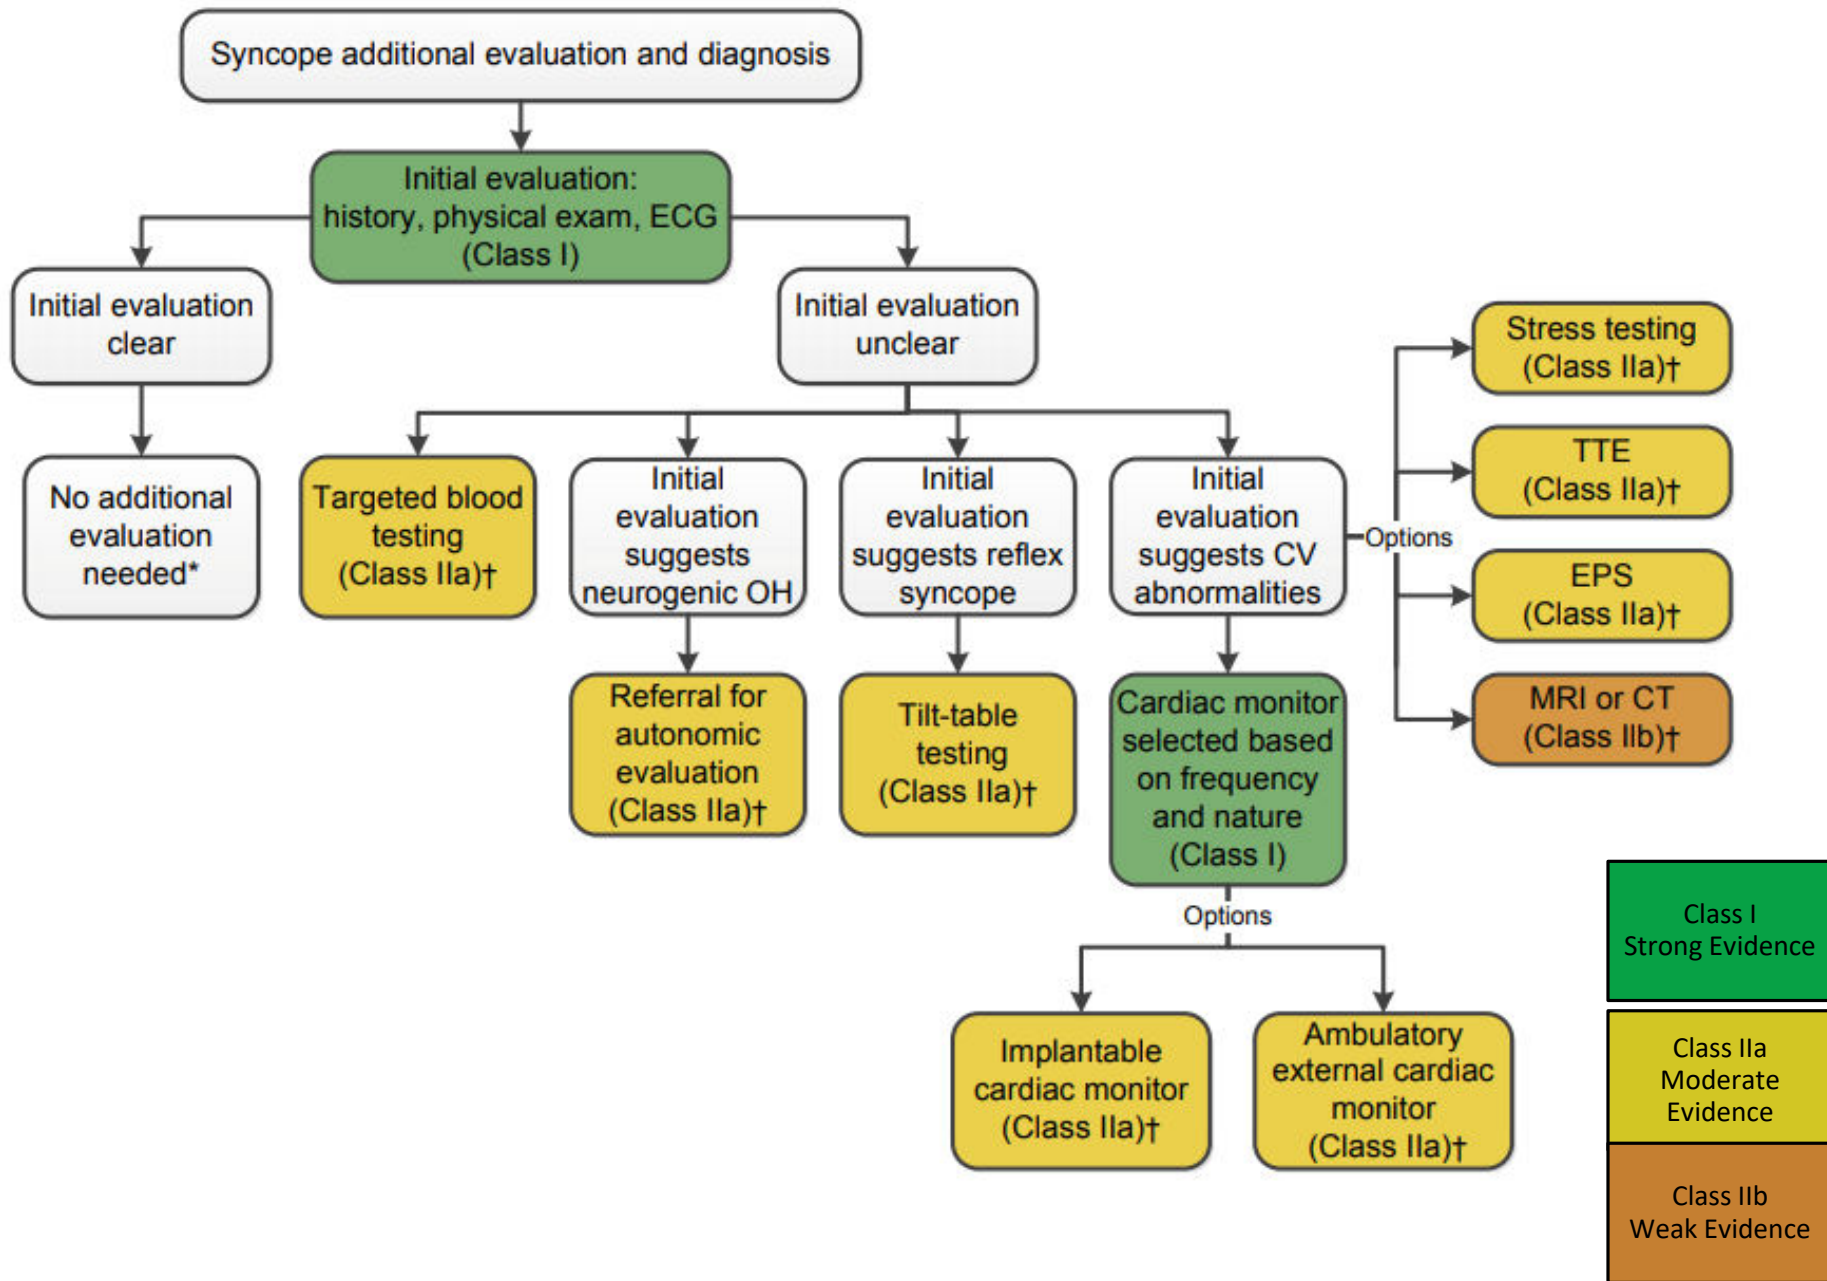 Syncope additional evaluation and diagnosis
Initial evaluation:
history, physical exam, ECG
(Class I)
Initial evaluation
clear
Initial evaluation
unclear
No additional
evaluation
needed*
Targeted blood
testing
(Class IIa)†
Initial
evaluation
suggests
neurogenic OH
Initial
evaluation
suggests reflex
syncope
Initial
evaluation
suggests CV
abnormalities
Options
Stress testing
(Class IIa)†
TTE
(Class IIa)†
EPS
(Class IIa)†
MRI or CT
(Class IIb)†
Referral for
autonomic
evaluation
(Class IIa)†
Tilt-table
testing
(Class IIa)†
Cardiac monitor
selected based
on frequency
and nature
(Class I)
Options
Implantable
cardiac monitor
(Class IIa)†
Ambulatory
external cardiac
monitor
(Class IIa)†
Class I
Strong Evidence
Class IIa
Moderate
Evidence
Class IIb
Weak Evidence